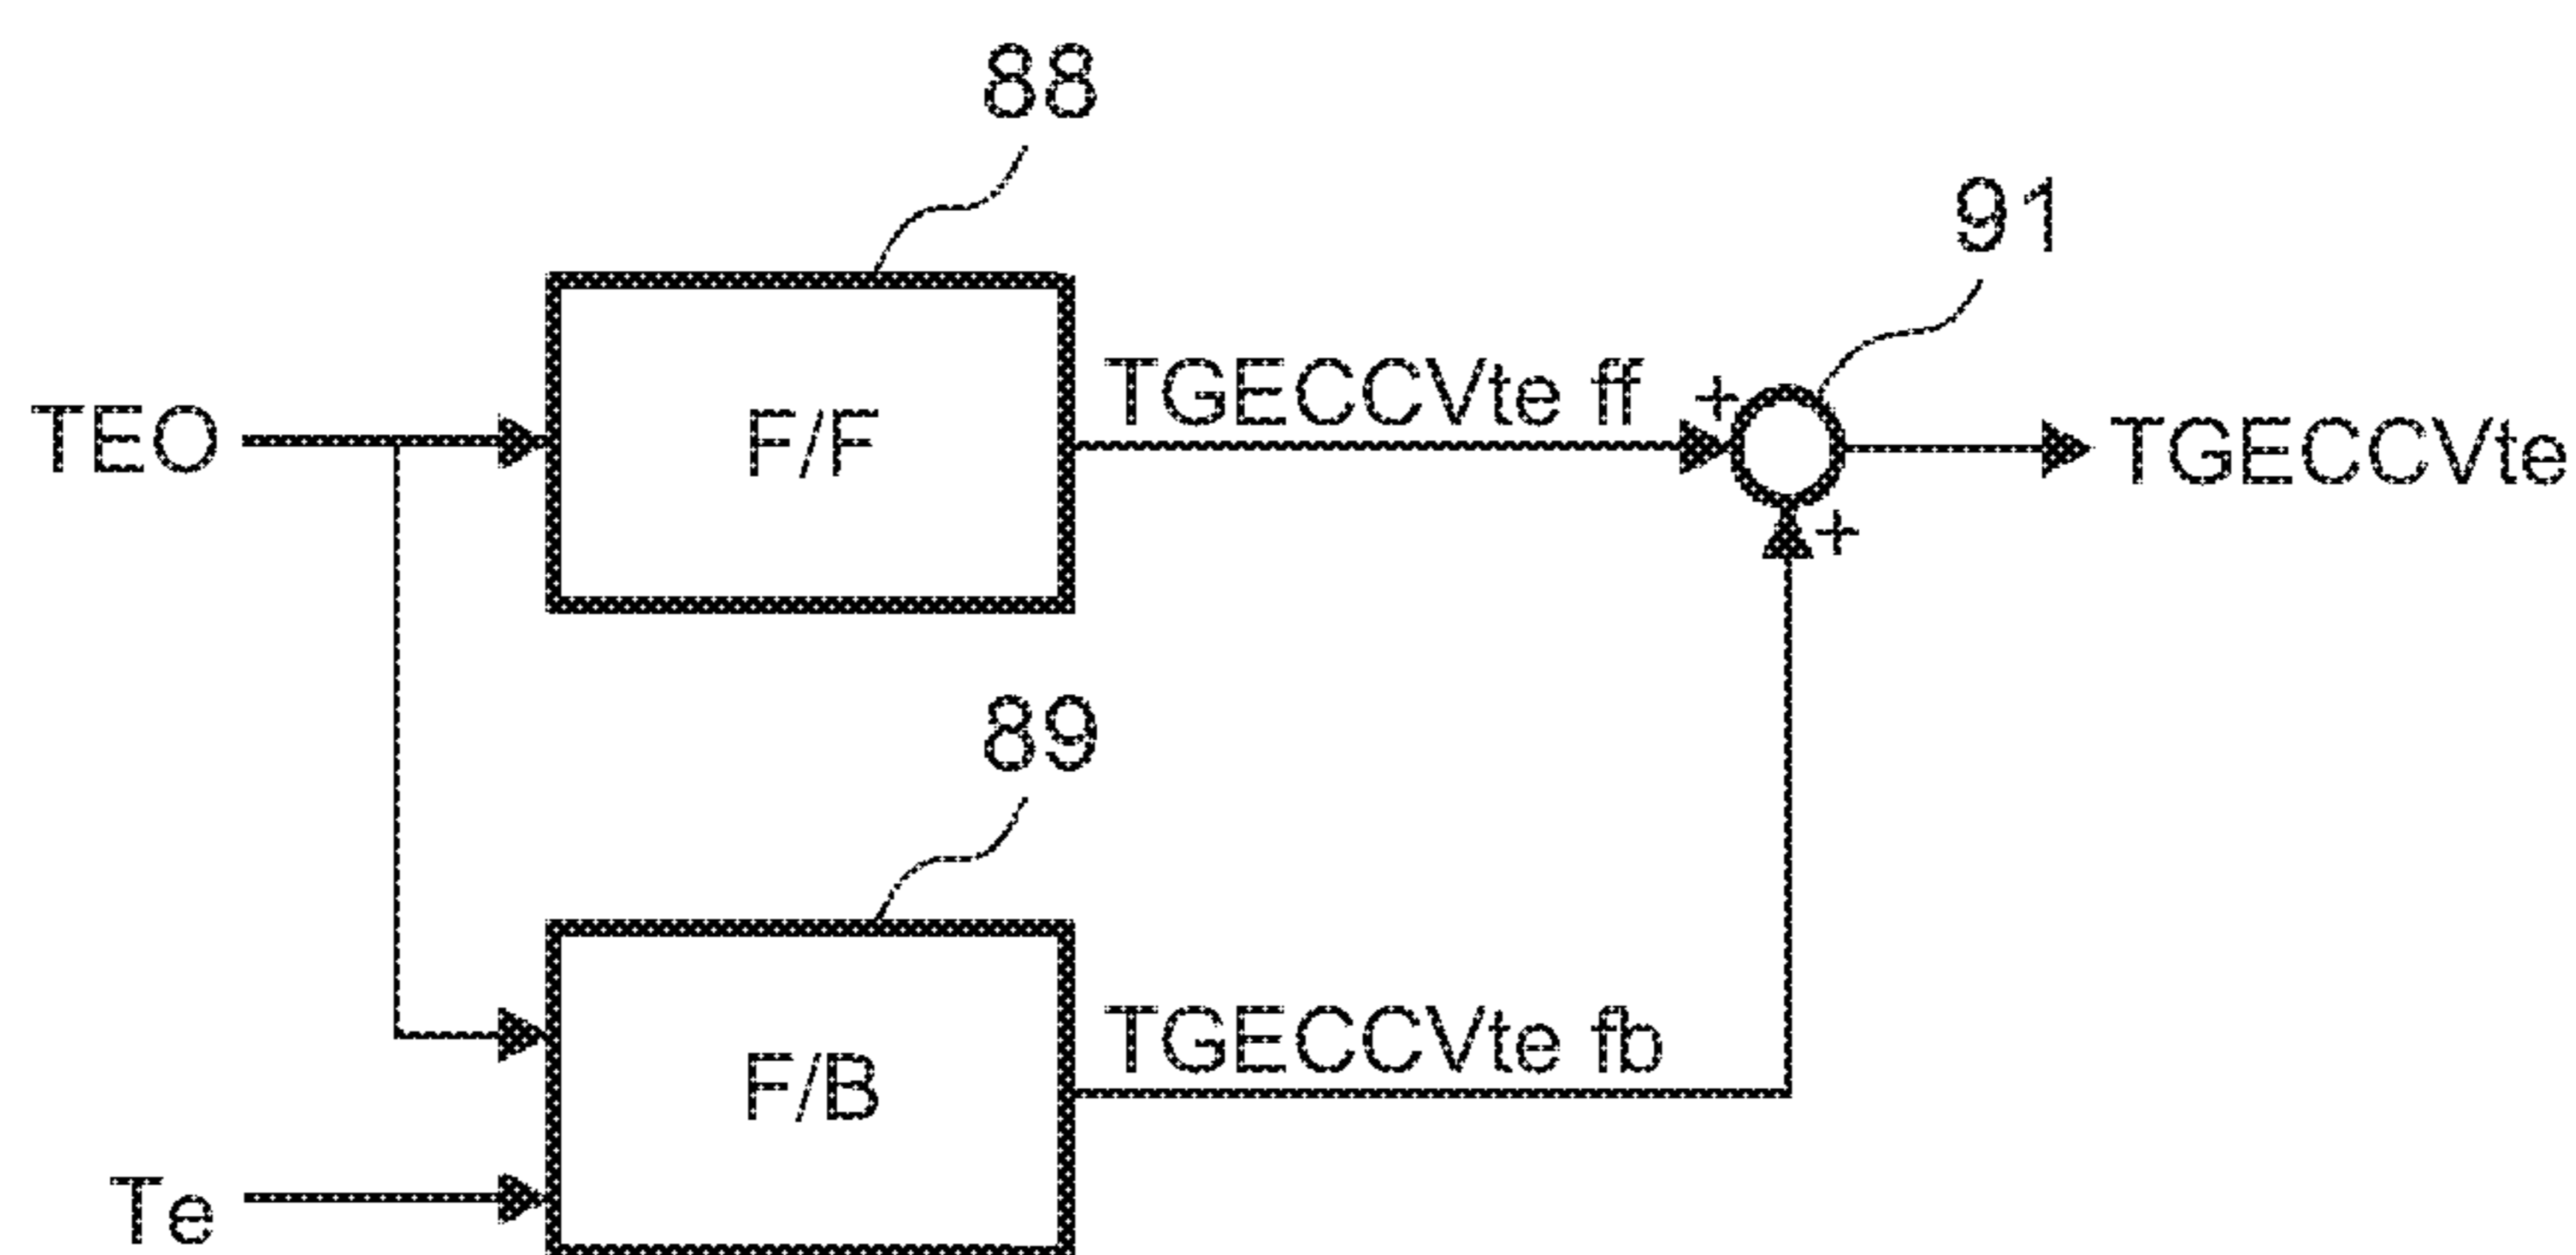 88
91
TEO
F/F
TGECCVte ff
+
TGECCVte
+
89
F/B
TGECCVte fb
Te